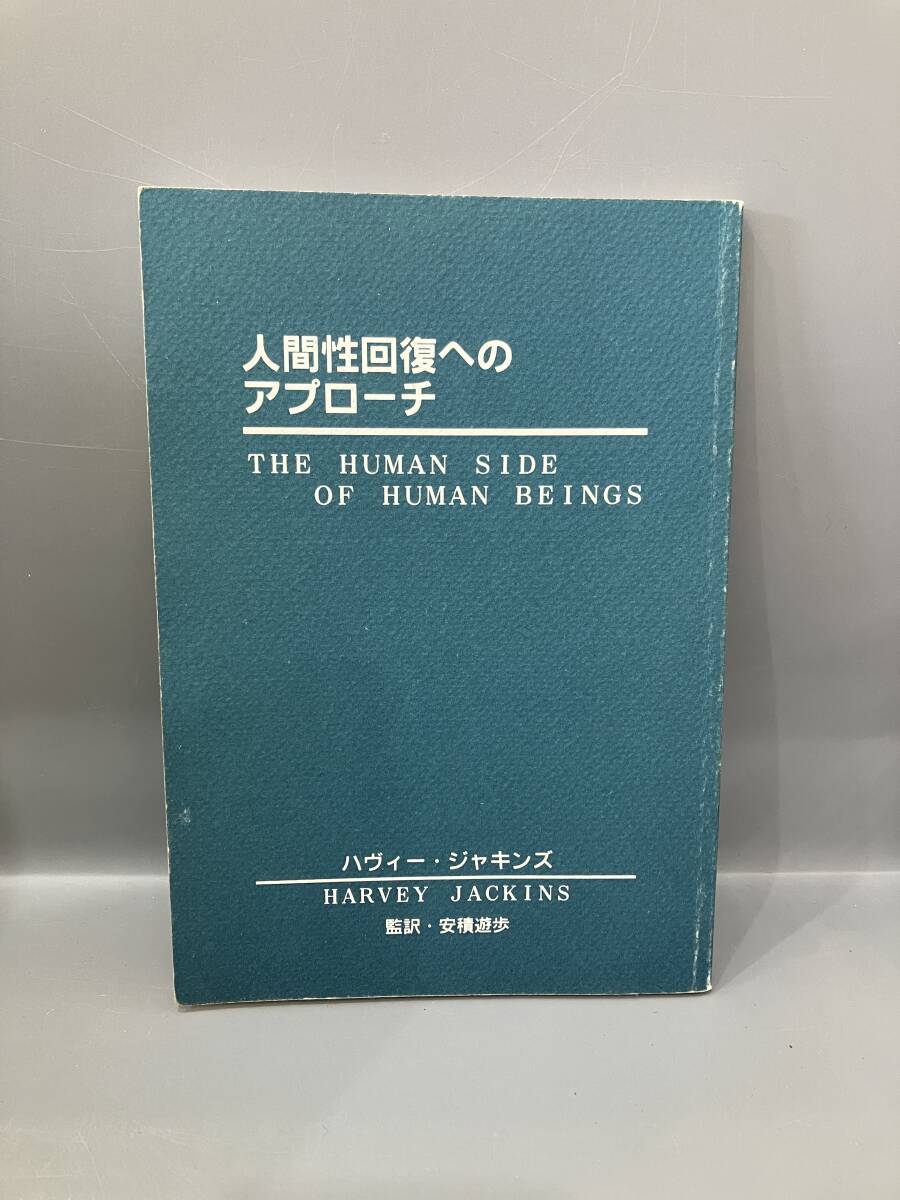 人間性回復への
アプローチ
THE HUMAN SIDE
OF HUMAN BEINGS
ハヴィー・ジャキンズ
HARVEY JACKINS
監訳・安積遊歩